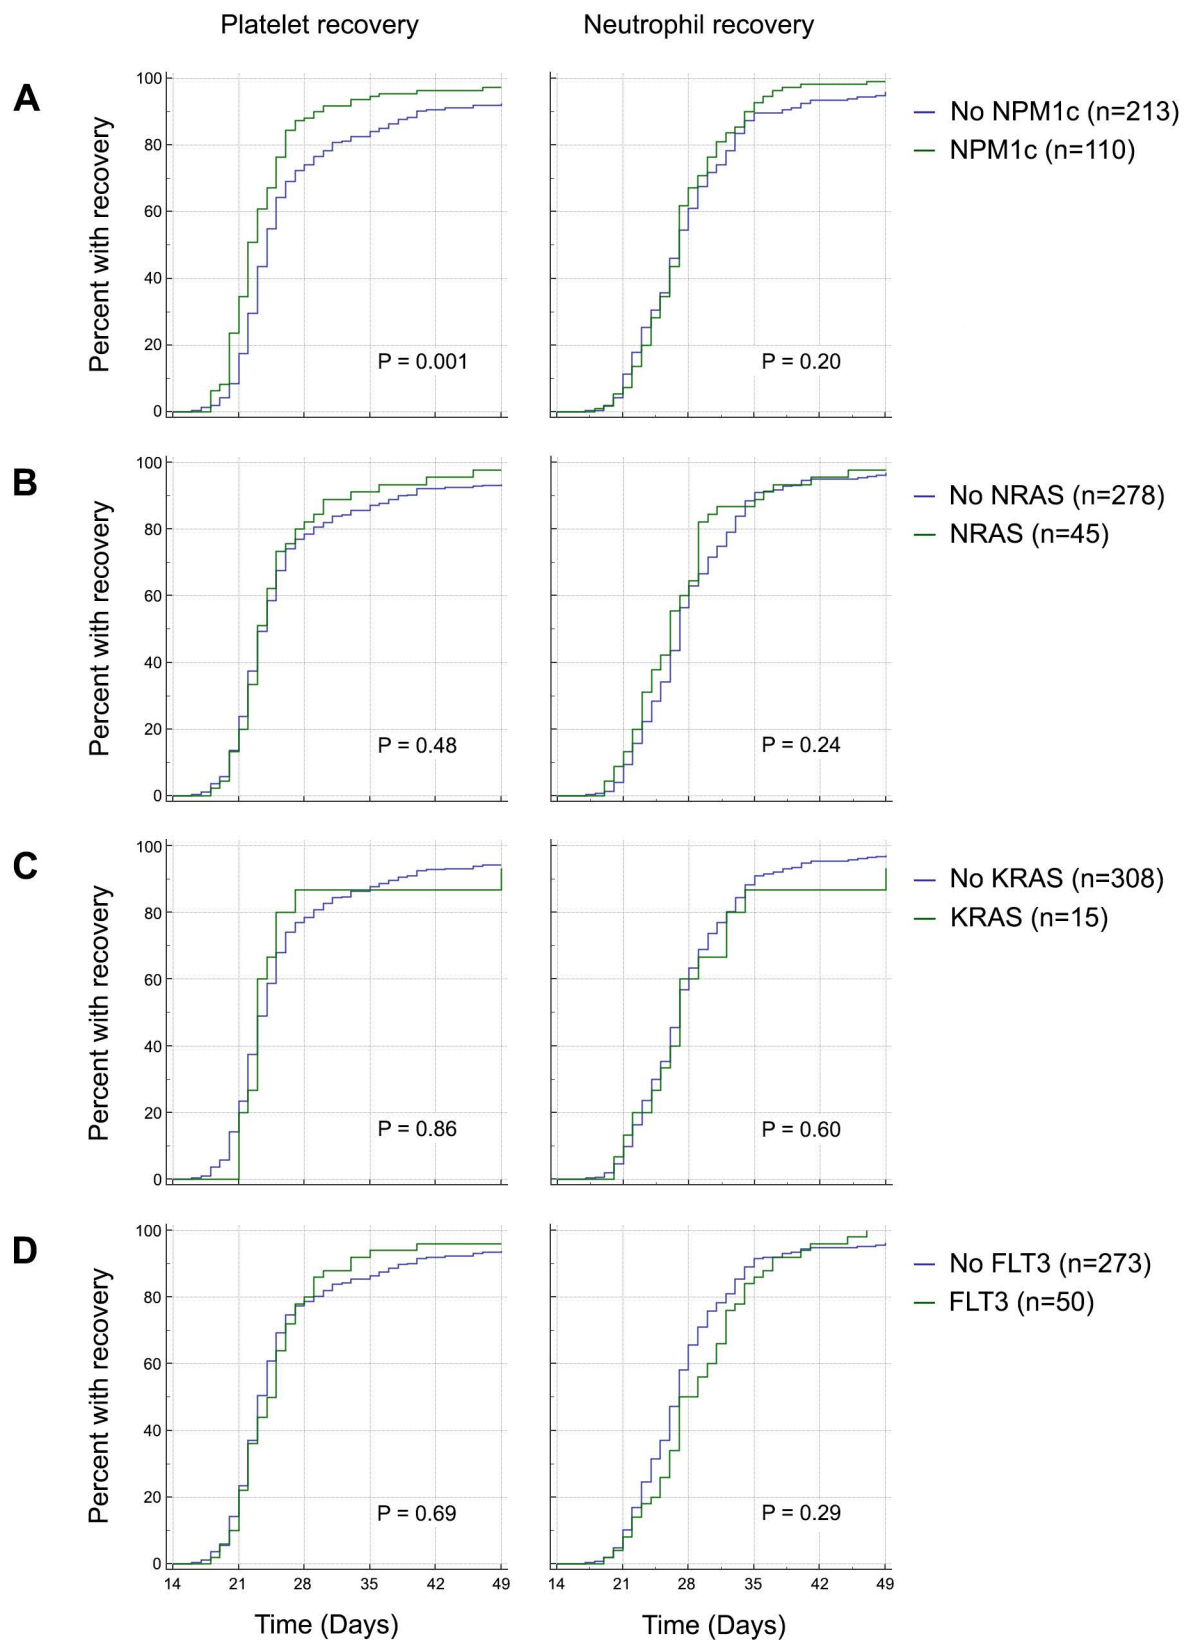 Platelet recovery
Neutrophil recovery
A
Percent with recovery
100
80
60
40
20
0
P = 0.001
P = 0.20
No NPM1c (n=213)
NPM1c (n=110)
B
Percent with recovery
100
80
60
40
20
0
P = 0.48
P = 0.24
No NRAS (n=278)
NRAS (n=45)
C
Percent with recovery
100
80
60
40
20
0
P = 0.86
P = 0.60
No KRAS (n=308)
KRAS (n=15)
D
Percent with recovery
100
80
60
40
20
0
P = 0.69
P = 0.29
No FLT3 (n=273)
FLT3 (n=50)
14 21 28 35 42 49
14 21 28 35 42 49
Time (Days)
Time (Days)